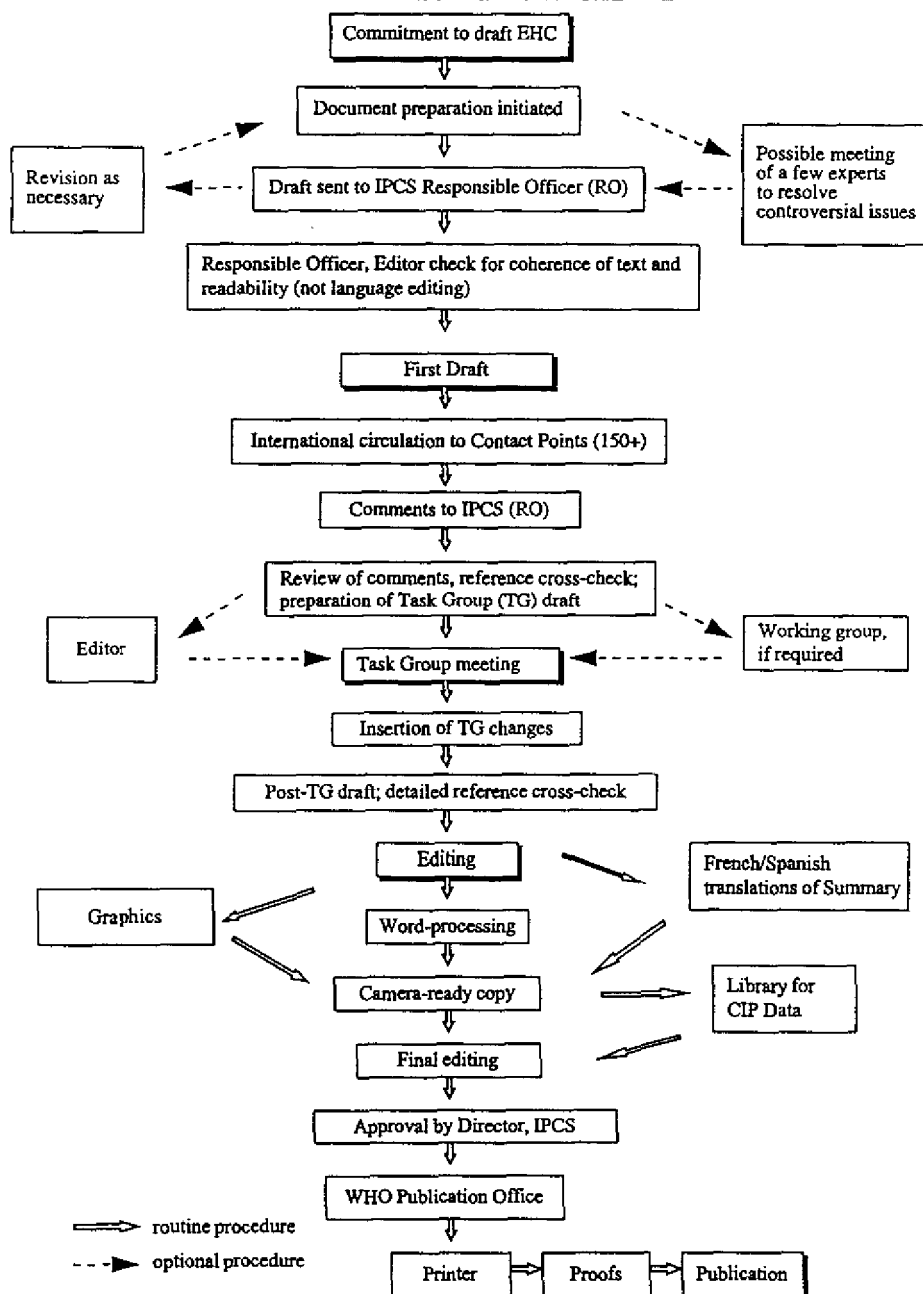 Commitment to draft EHC
Document preparation initiated
Revision as
necessary
Possible meeting
of a few experts
to resolve
controversial issues
Draft sent to IPCS Responsible Officer (RO)
Responsible Officer, Editor check for coherence of text and
readability (not language editing)
First Draft
International circulation to Contact Points (150+)
Comments to IPCS (RO)
Review of comments, reference cross-check;
preparation of Task Group (TG) draft
Editor
Working group,
if required
Task Group meeting
Insertion of TG changes
Post-TG draft; detailed reference cross-check
Editing
French/Spanish
translations of Summary
Graphics
Word-processing
Camera-ready copy
Library for
CIP Data
Final editing
Approval by Director, IPCS
WHO Publication Office
routine procedure
optional procedure
Printer
Proofs
Publication